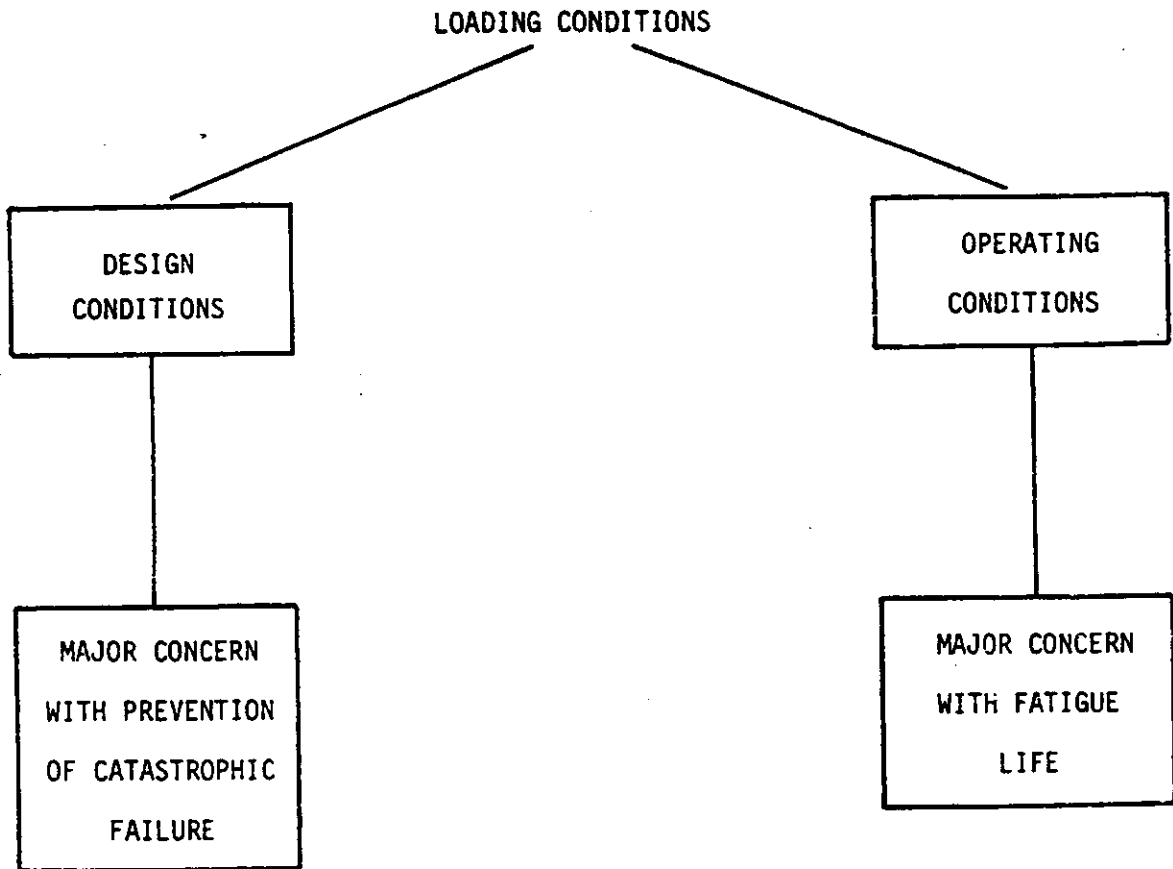 LOADING CONDITIONS
DESIGN
CONDITIONS
OPERATING
CONDITIONS
MAJOR CONCERN
WITH PREVENTION
OF CATASTROPHIC
FAILURE
MAJOR CONCERN
WITH FATIGUE
LIFE